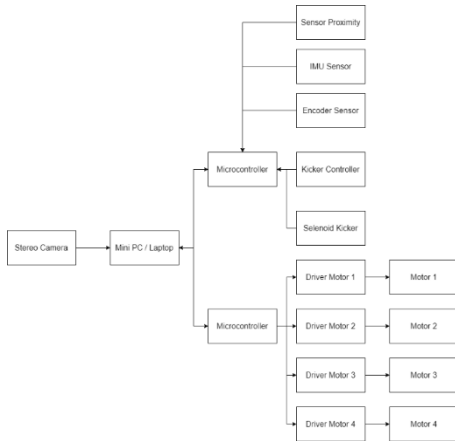 Sensor Proximity
IMU Sensor
Encoder Sensor
Microcontroller
Kicker Controller
Selenoid Kicker
Stereo Camera
Mini PC / Laptop
Microcontroller
Driver Motor 1
Motor 1
Driver Motor 2
Motor 2
Driver Motor 3
Motor 3
Driver Motor 4
Motor 4